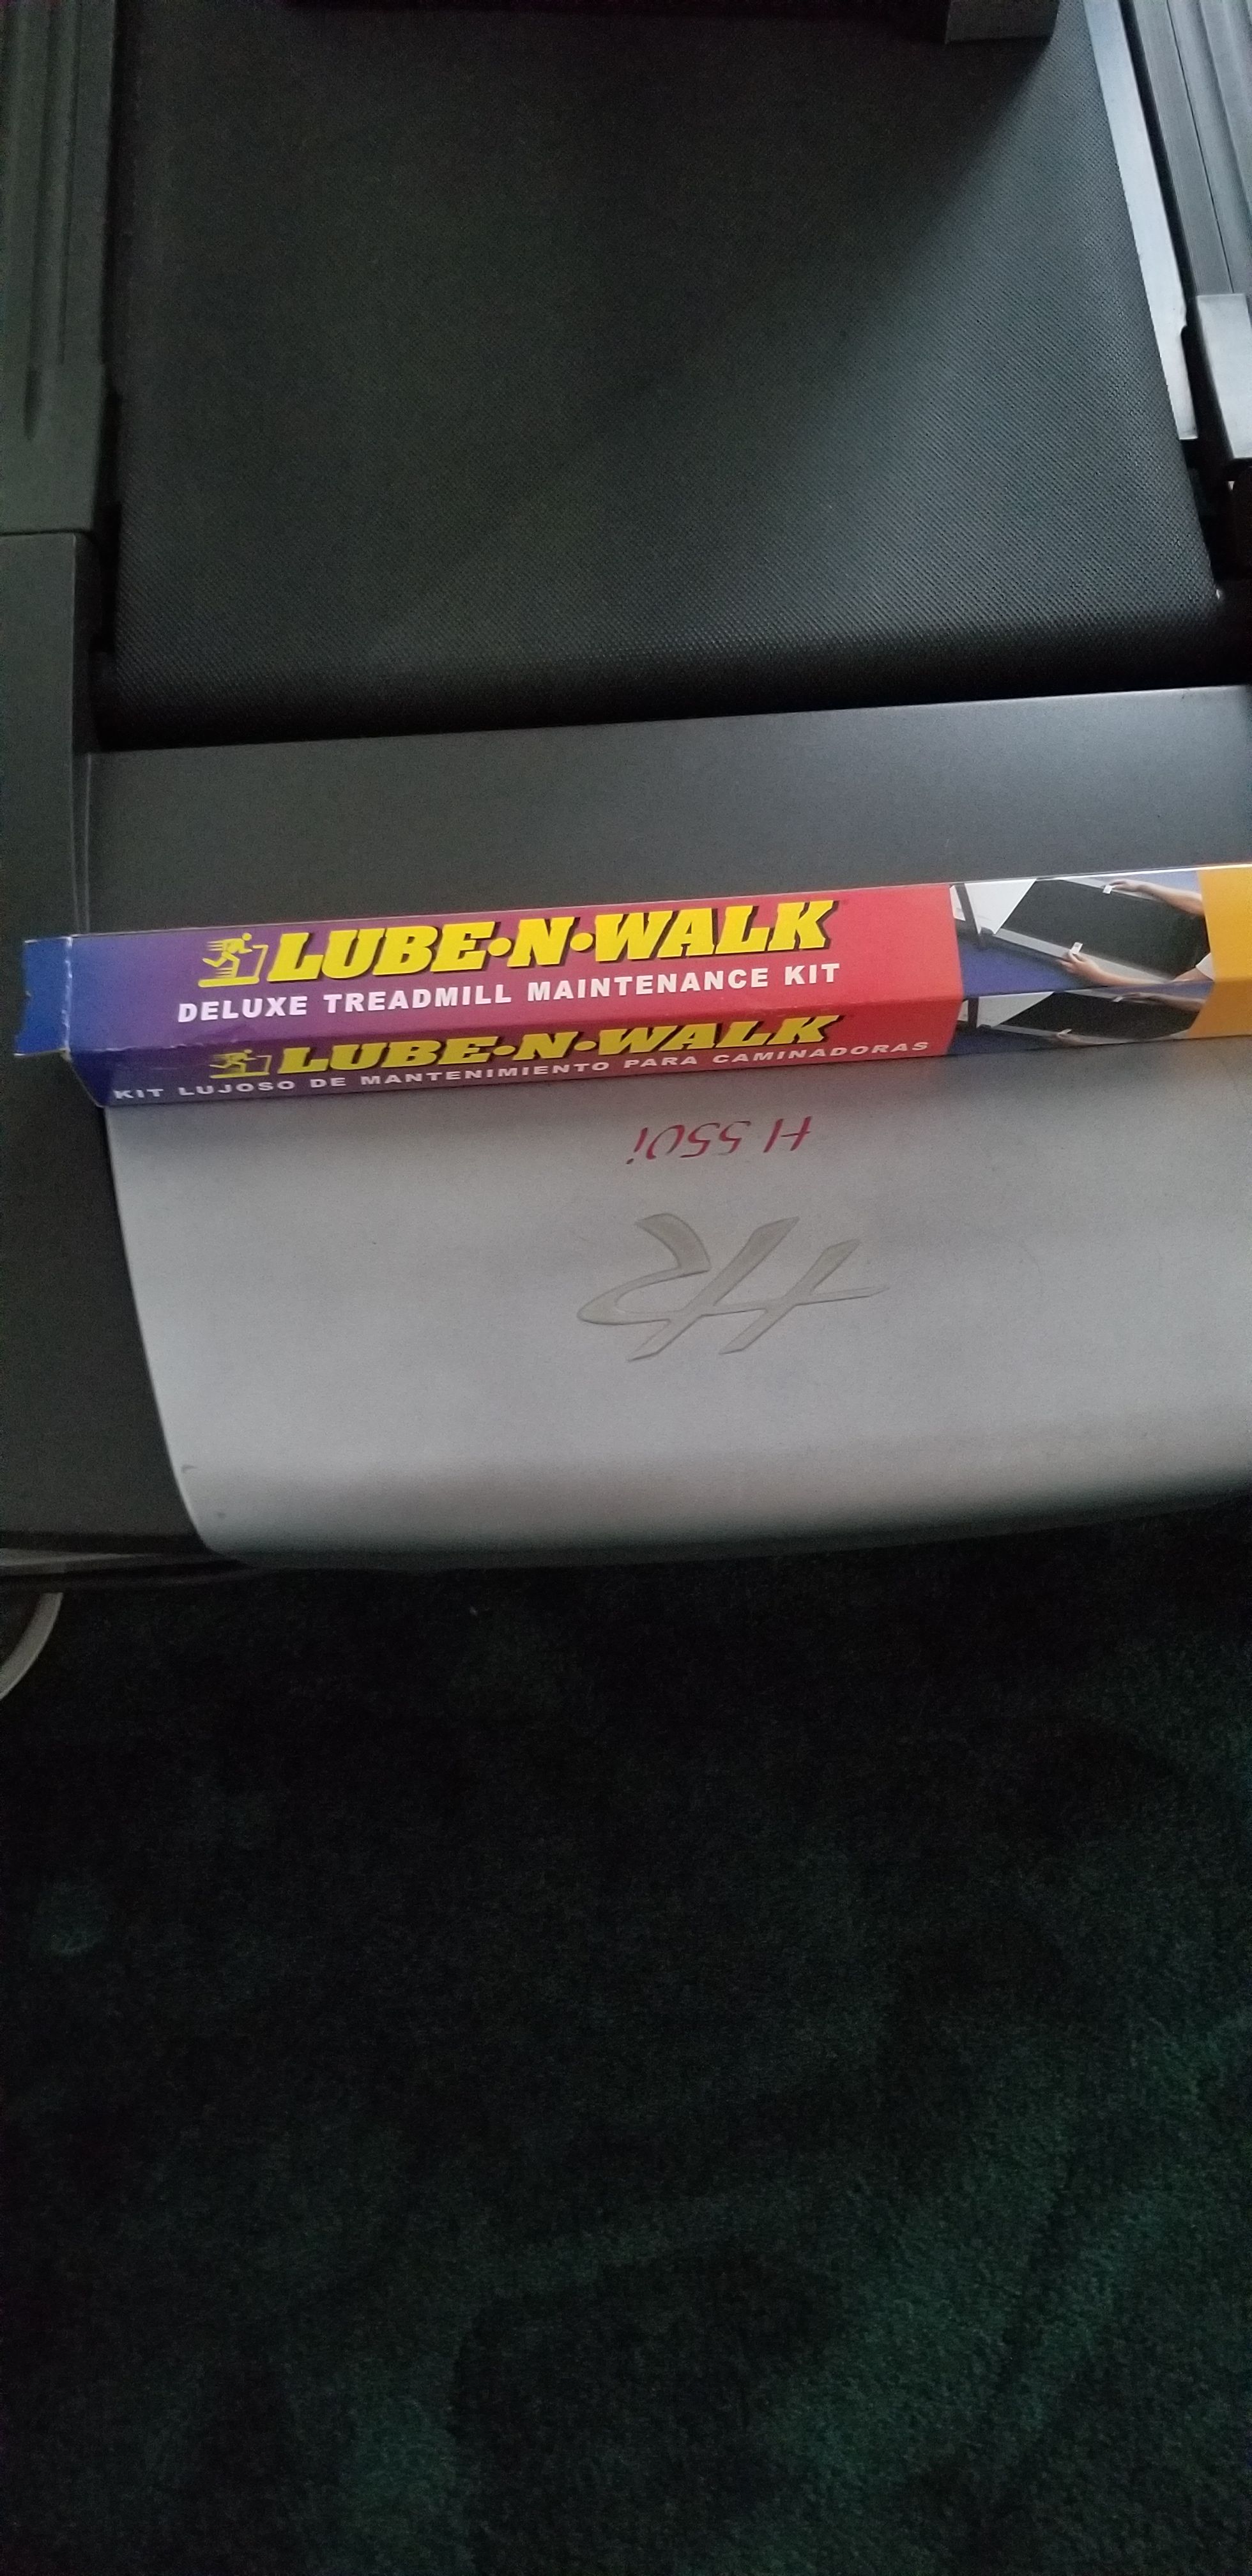 LUBE•N•WALK
DELUXE TREADMILL MAINTENANCE KIT
LUBE•N•WALK
KIT LUJOSO DE MANTENIMIENTO PARA CAMINADORAS
H 550i
HR